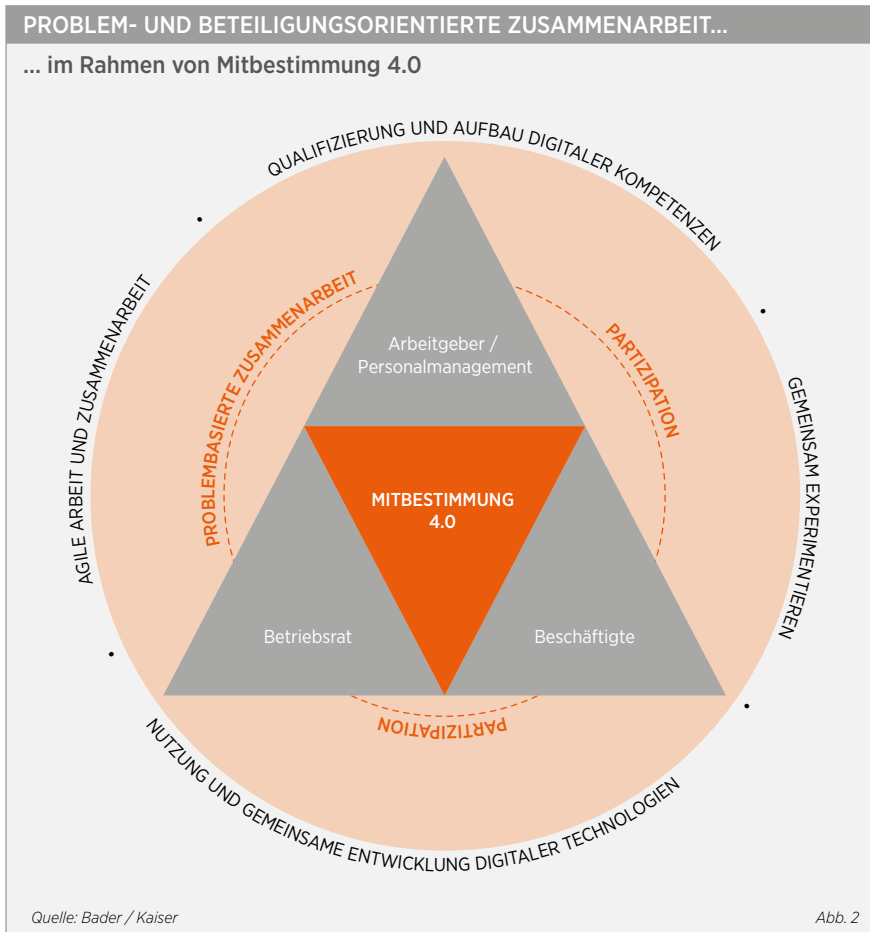 PROBLEM- UND BETEILIGUNGSORIENTIERTE ZUSAMMENARBEIT...
... im Rahmen von Mitbestimmung 4.0
QUALIFIZIERUNG UND AUFBAU DIGITALER KOMPETENZEN
•
GEMEINSAM EXPERIMENTIEREN
•
NUTZUNG UND GEMEINSAME ENTWICKLUNG DIGITALER TECHNOLOGIEN
•
AGILE ARBEIT UND ZUSAMMENARBEIT
•
PROBLEMBASIERTE ZUSAMMENARBEIT
PARTIZIPATION
Arbeitgeber /
Personalmanagement
MITBESTIMMUNG
4.0
Betriebsrat
Beschäftigte
PARTIZIPATION
Quelle: Bader / Kaiser
Abb. 2